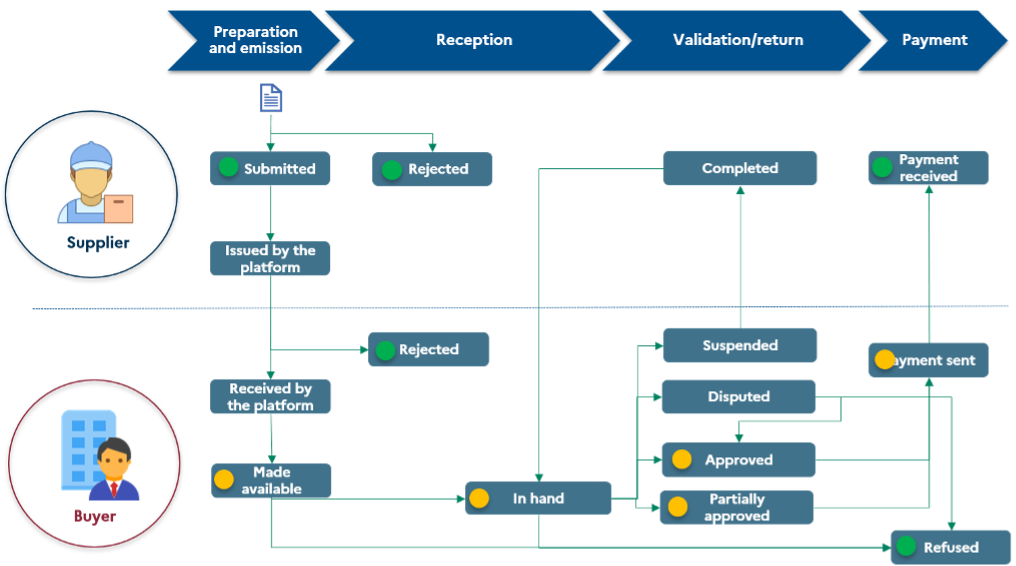 Preparation
and emission
Reception
Validation/return
Payment
Submitted
Rejected
Completed
Payment
received
Supplier
Issued by the
platform
Rejected
Suspended
ayment sent
Received by
the platform
Disputed
Made
available
Approved
In hand
Partially
approved
Buyer
Refused